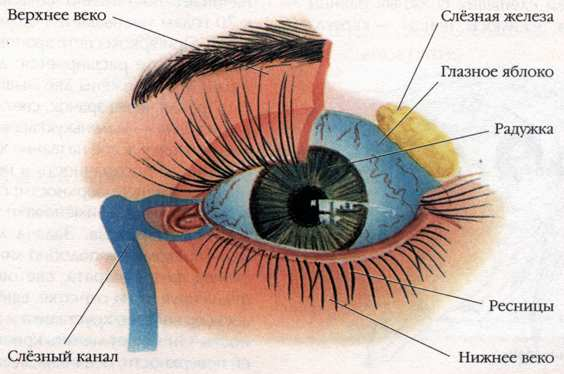 Верхнее веко
Слёзная железа
Глазное яблоко
Радужка
Ресницы
Нижнее веко
Слёзный канал